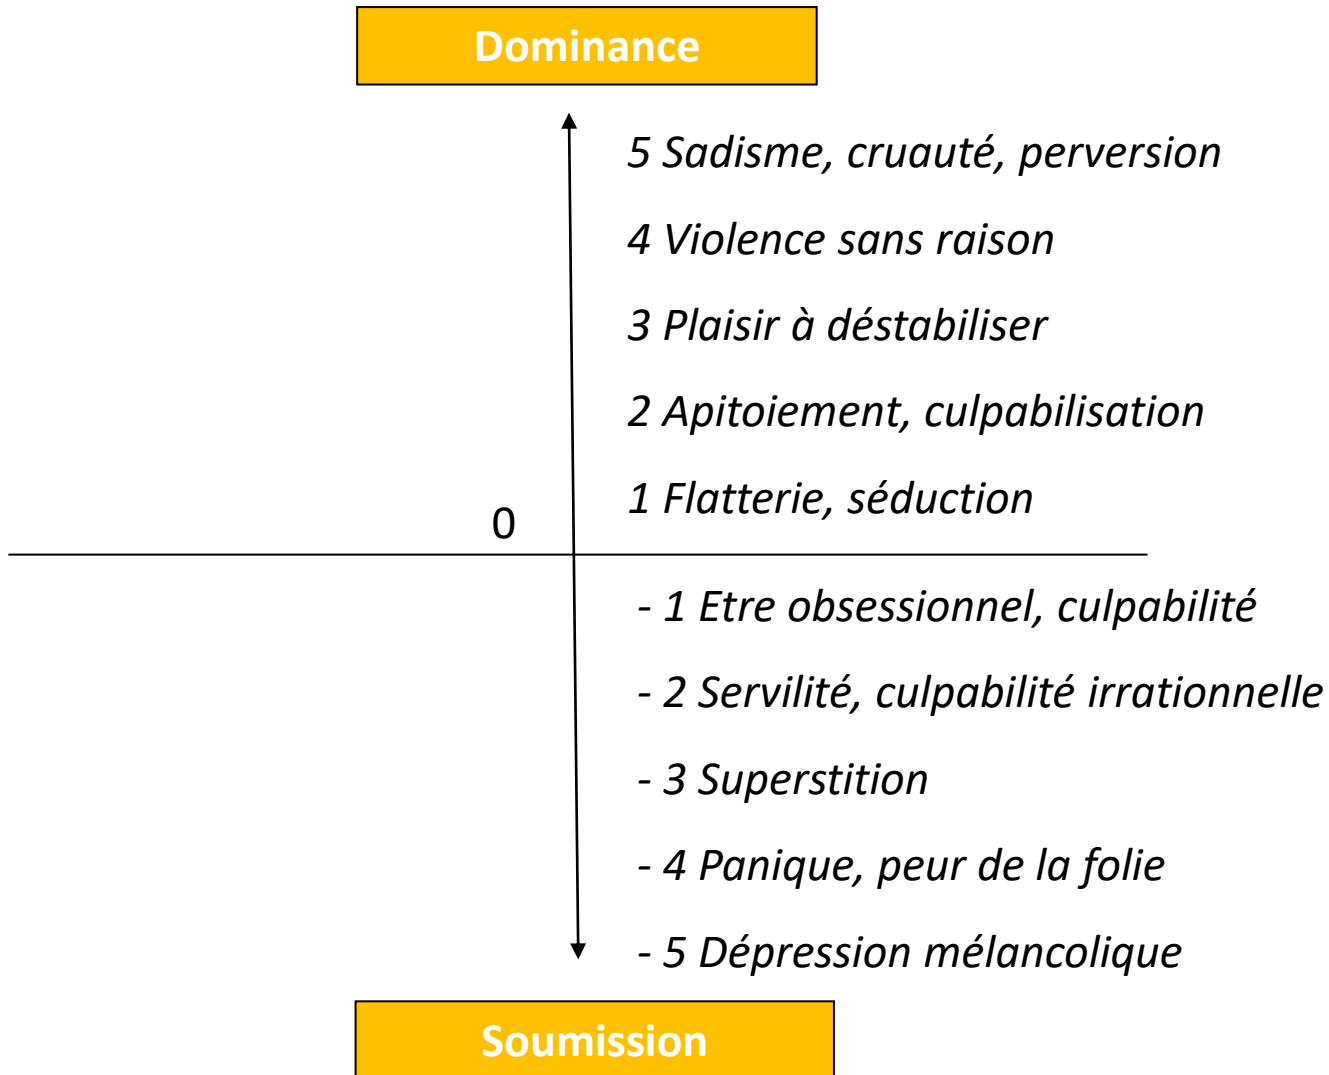 Dominance
5 Sadisme, cruauté, perversion
4 Violence sans raison
3 Plaisir à déstabiliser
2 Apitoiement, culpabilisation
1 Flatterie, séduction
0
- 1 Etre obsessionnel, culpabilité
- 2 Servilité, culpabilité irrationnelle
- 3 Superstition
- 4 Panique, peur de la folie
- 5 Dépression mélancolique
Soumission